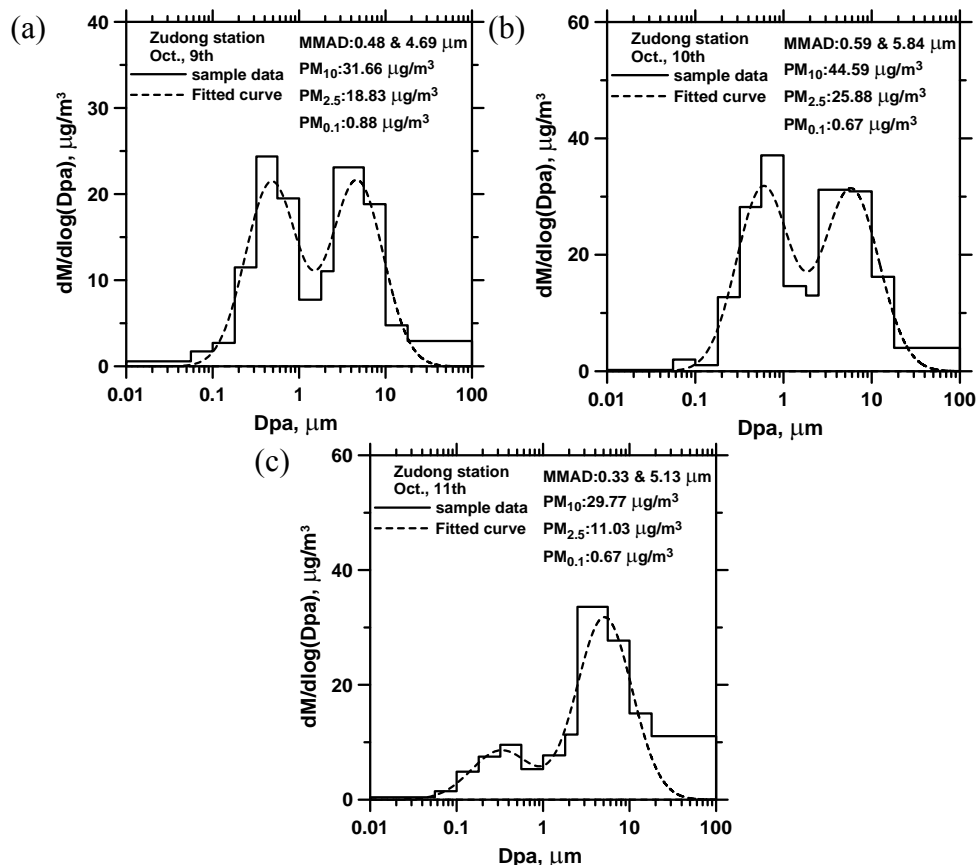 (a)
Zudong station
Oct., 9th
sample data
Fitted curve
MMAD:0.48 & 4.69 μm
PM10:31.66 μg/m3
PM2.5:18.83 μg/m3
PM0.1:0.88 μg/m3
40
30
20
10
0
dM/dlog(Dpa), μg/m3
0.01 0.1 1 10 100
Dpa, μm
(b)
Zudong station
Oct., 10th
sample data
Fitted curve
MMAD:0.59 & 5.84 μm
PM10:44.59 μg/m3
PM2.5:25.88 μg/m3
PM0.1:0.67 μg/m3
60
40
20
0
dM/dlog(Dpa), μg/m3
0.01 0.1 1 10 100
Dpa, μm
(c)
Zudong station
Oct., 11th
sample data
Fitted curve
MMAD:0.33 & 5.13 μm
PM10:29.77 μg/m3
PM2.5:11.03 μg/m3
PM0.1:0.67 μg/m3
60
40
20
0
dM/dlog(Dpa), μg/m3
0.01 0.1 1 10 100
Dpa, μm